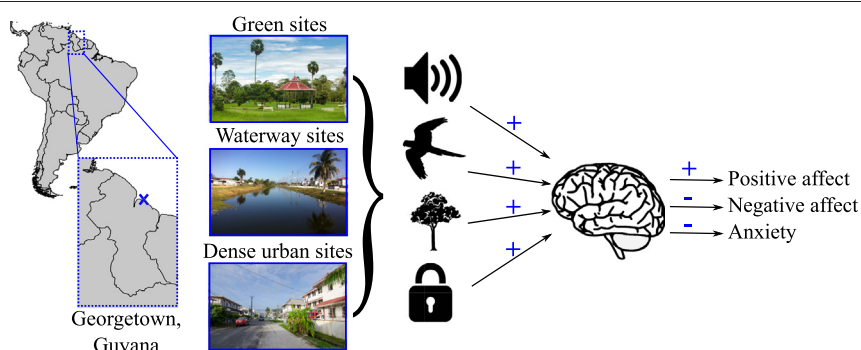 Green sites
Waterway sites
Dense urban sites
Georgetown,
Guyana
+
+
+
+
+
-
-
Positive affect
Negative affect
Anxiety
x